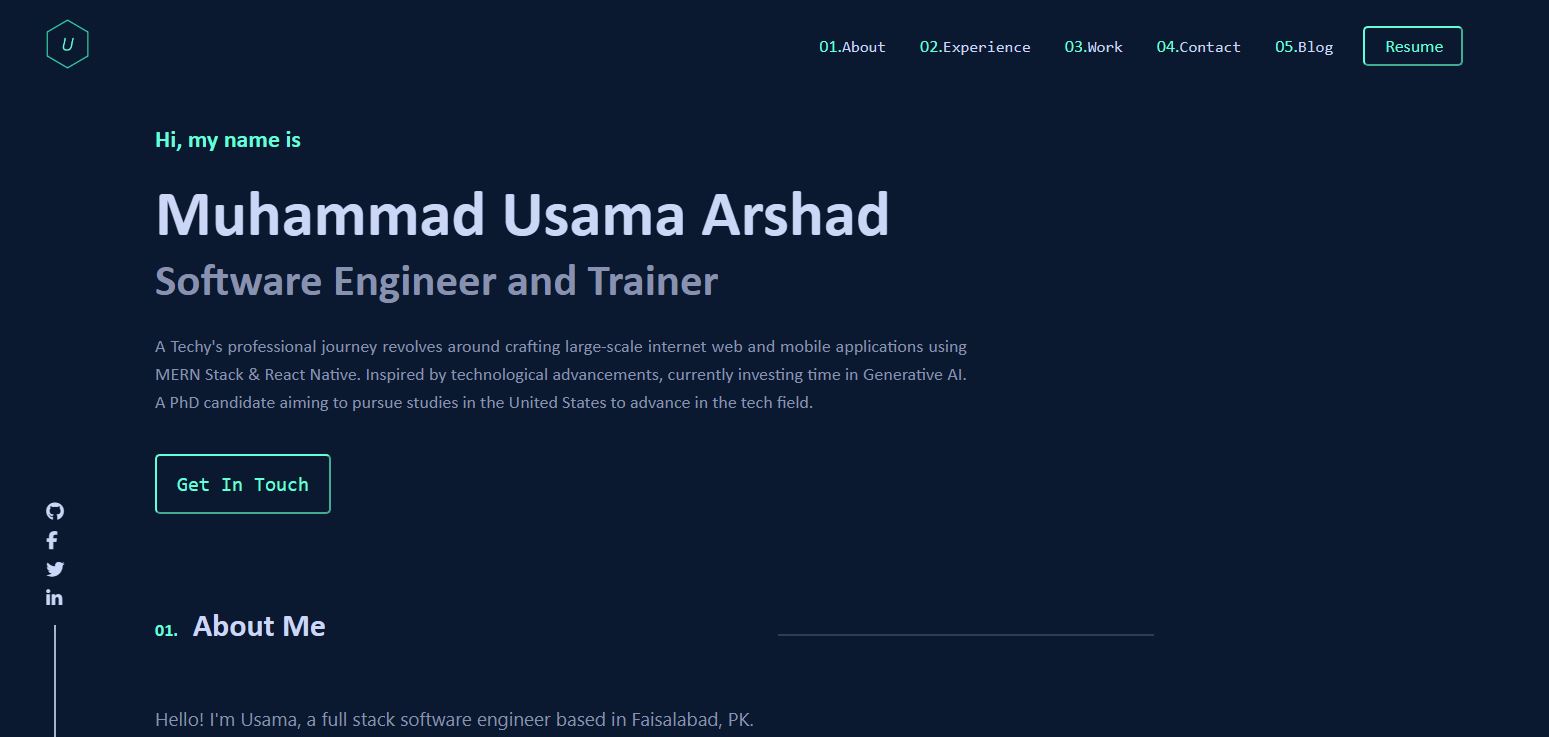 U
01.About 02.Experience 03.Work 04.Contact 05.Blog Resume
Hi, my name is
Muhammad Usama Arshad
Software Engineer and Trainer
A Techy's professional journey revolves around crafting large-scale internet web and mobile applications using
MERN Stack & React Native. Inspired by technological advancements, currently investing time in Generative AI.
A PhD candidate aiming to pursue studies in the United States to advance in the tech field.
Get In Touch
01. About Me
Hello! I'm Usama, a full stack software engineer based in Faisalabad, PK.